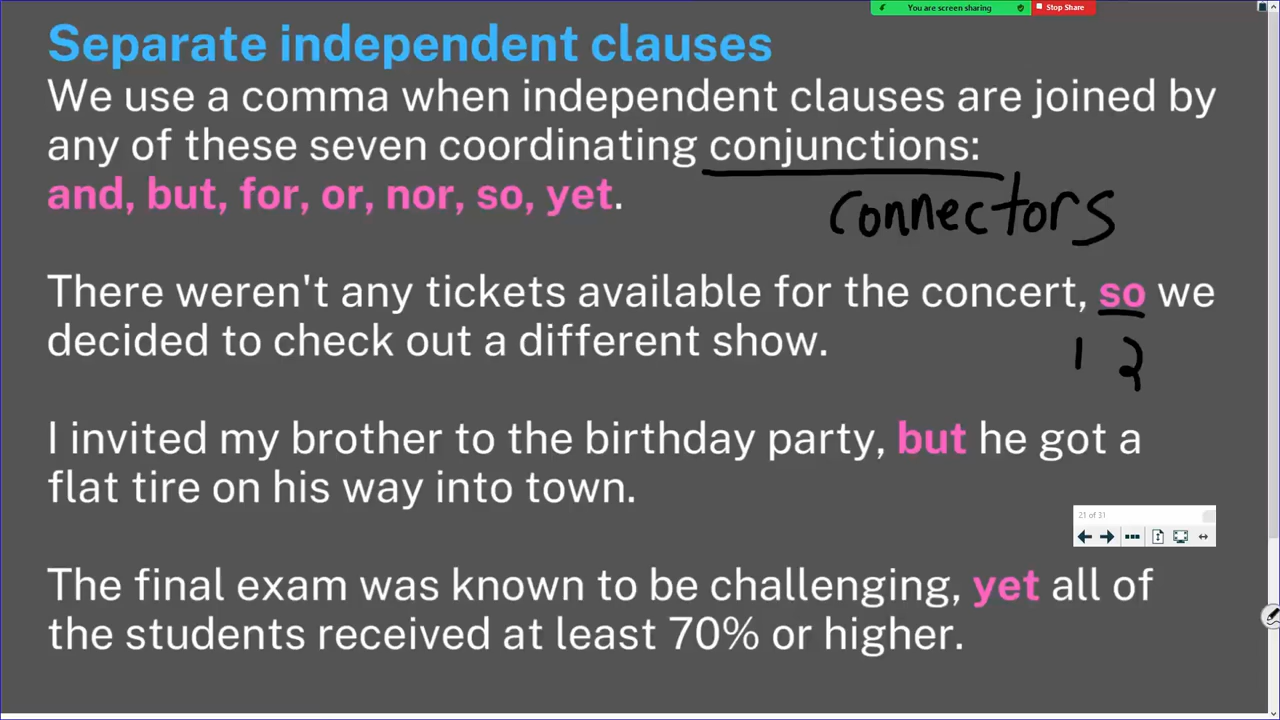 You are screen sharing
Stop Share
Separate independent clauses
We use a comma when independent clauses are joined by
any of these seven coordinating conjunctions:
and, but, for, or, nor, so, yet.
connectors
There weren't any tickets available for the concert, so we
decided to check out a different show.
1 2
I invited my brother to the birthday party, but he got a
flat tire on his way into town.
21 of 31
The final exam was known to be challenging, yet all of
the students received at least 70% or higher.